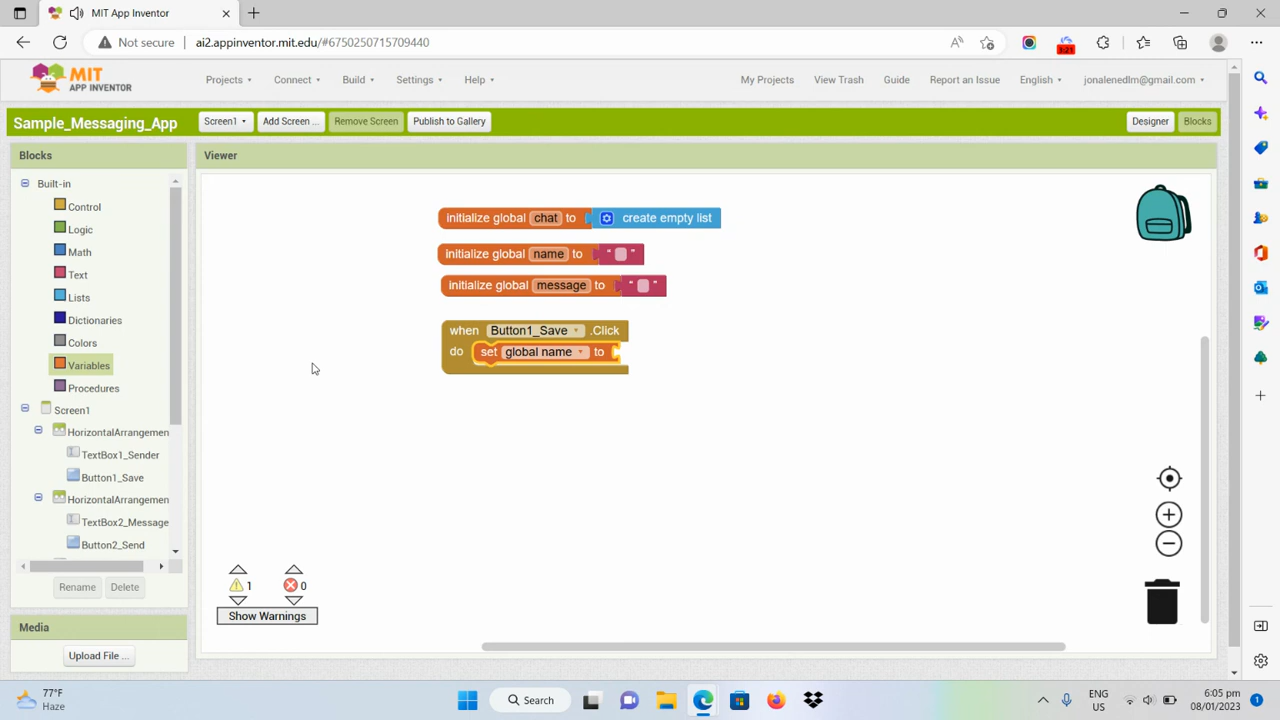 MIT App Inventor
Not secure
ai2.appinventor.mit.edu/#6750250715709440
3:21
MIT
APP INVENTOR
Projects
Connect
Build
Settings
Help
My Projects
View Trash
Guide
Report an Issue
English
jonalenedlm@gmail.com
Sample_Messaging_App
Screen1
Add Screen ...
Remove Screen
Publish to Gallery
Designer
Blocks
Blocks
Viewer
Built-in
Control
Logic
Math
Text
Lists
Dictionaries
Colors
Variables
Procedures
Screen1
HorizontalArrangemen
TextBox1_Sender
Button1_Save
HorizontalArrangemen
TextBox2_Message
Button2_Send
Rename
Delete
Media
Upload File ...
initialize global chat to create empty list
initialize global name to " "
initialize global message to " "
when Button1_Save .Click
do set global name to
1
0
Show Warnings
77°F
Haze
Search
ENG
US
6:05 pm
08/01/2023
1